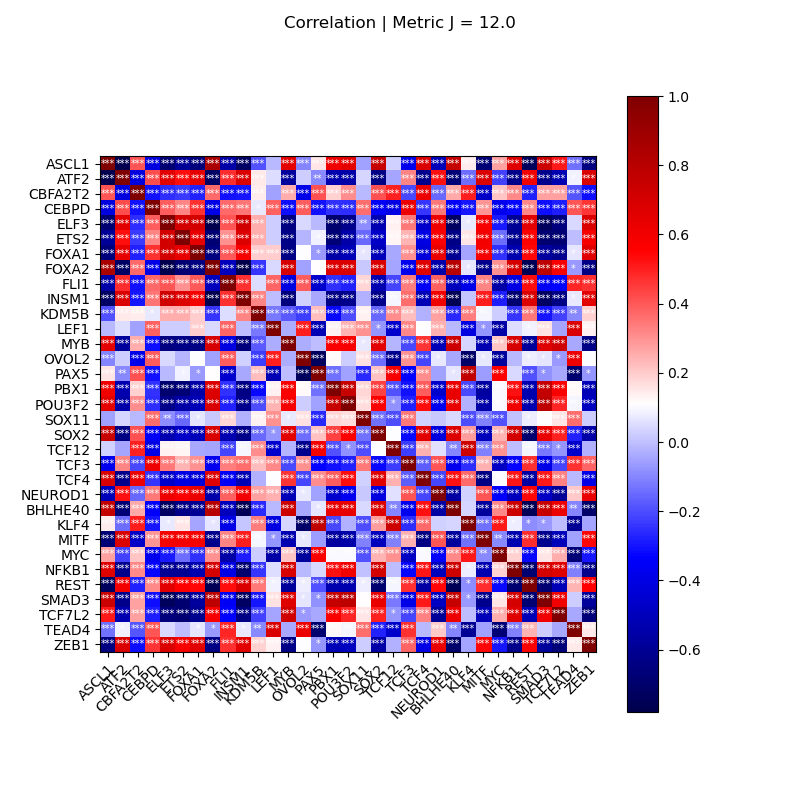 Correlation | Metric J = 12.0
ASCL1
ATF2
CBFA2T2
CEBPD
ELF3
ETS2
FOXA1
FOXA2
FLI1
INSM1
KDM5B
LEF1
MYB
OVOL2
PAX5
PBX1
POU3F2
SOX11
SOX2
TCF12
TCF3
TCF4
NEUROD1
BHLHE40
KLF4
MITF
MYC
NFKB1
REST
SMAD3
TCF7L2
TEAD4
ZEB1
ASCL1
ATF2
CBFA2T2
CEBPD
ELF3
ETS2
FOXA1
FOXA2
FLI1
INSM1
KDM5B
LEF1
MYB
OVOL2
PAX5
PBX1
POU3F2
SOX11
SOX2
TCF12
TCF3
TCF4
NEUROD1
BHLHE40
KLF4
MITF
MYC
NFKB1
REST
SMAD3
TCF7L2
TEAD4
ZEB1
1.0
0.8
0.6
0.4
0.2
0.0
−0.2
−0.4
−0.6